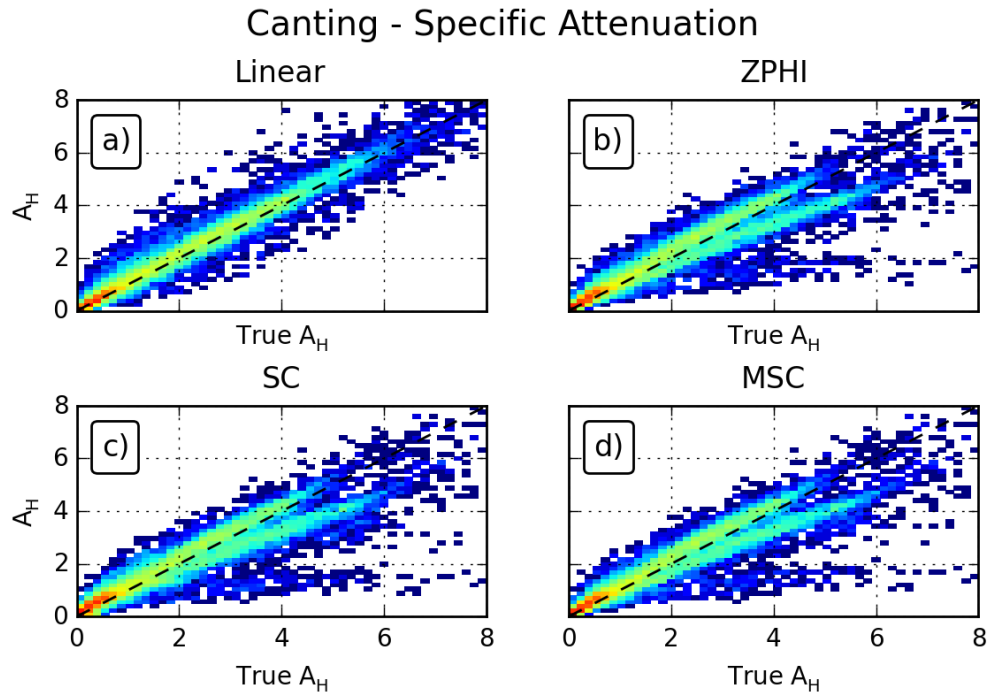 Canting - Specific Attenuation
Linear
ZPHI
a)
b)
8
6
4
2
0
A_H
True A_H
True A_H
SC
MSC
c)
d)
8
6
4
2
0
A_H
0 2 4 6 8
0 2 4 6 8
True A_H
True A_H